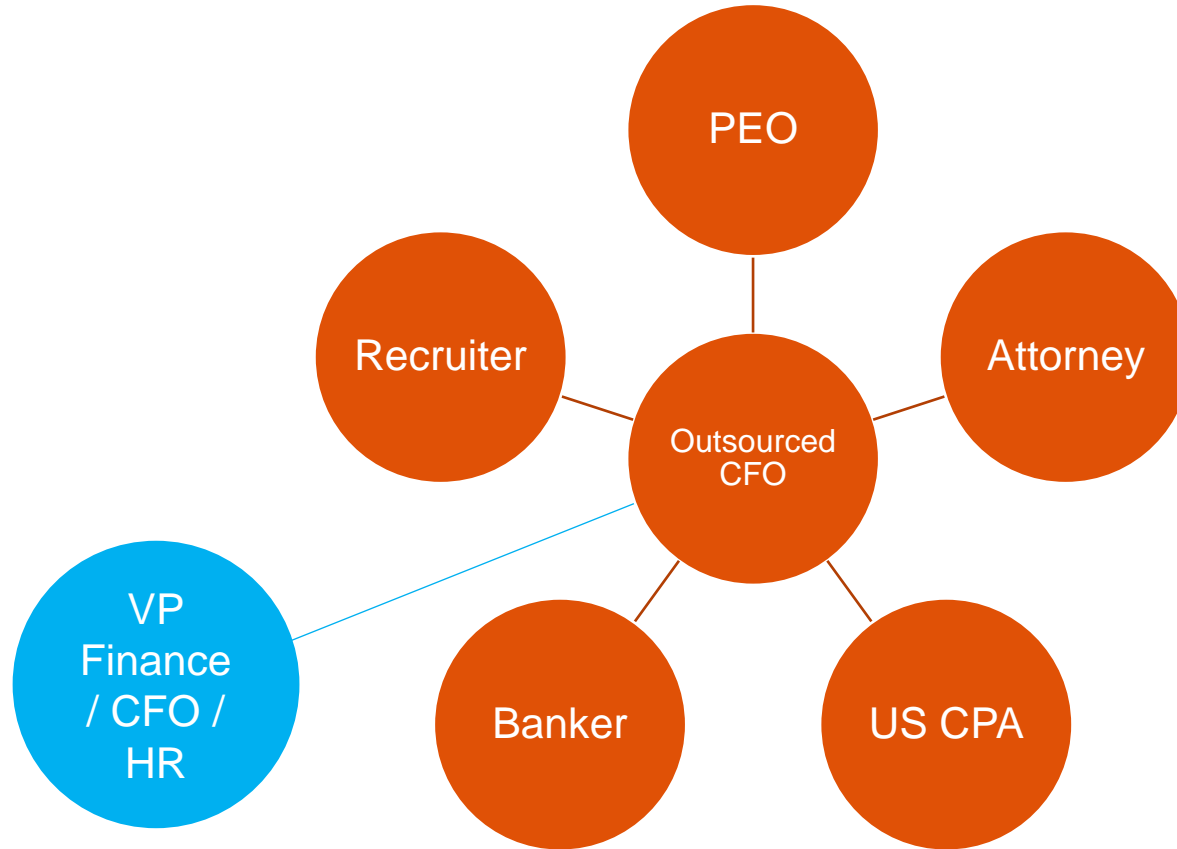 PEO
Recruiter
Attorney
Outsourced
CFO
VP
Finance
/ CFO /
HR
Banker
US CPA